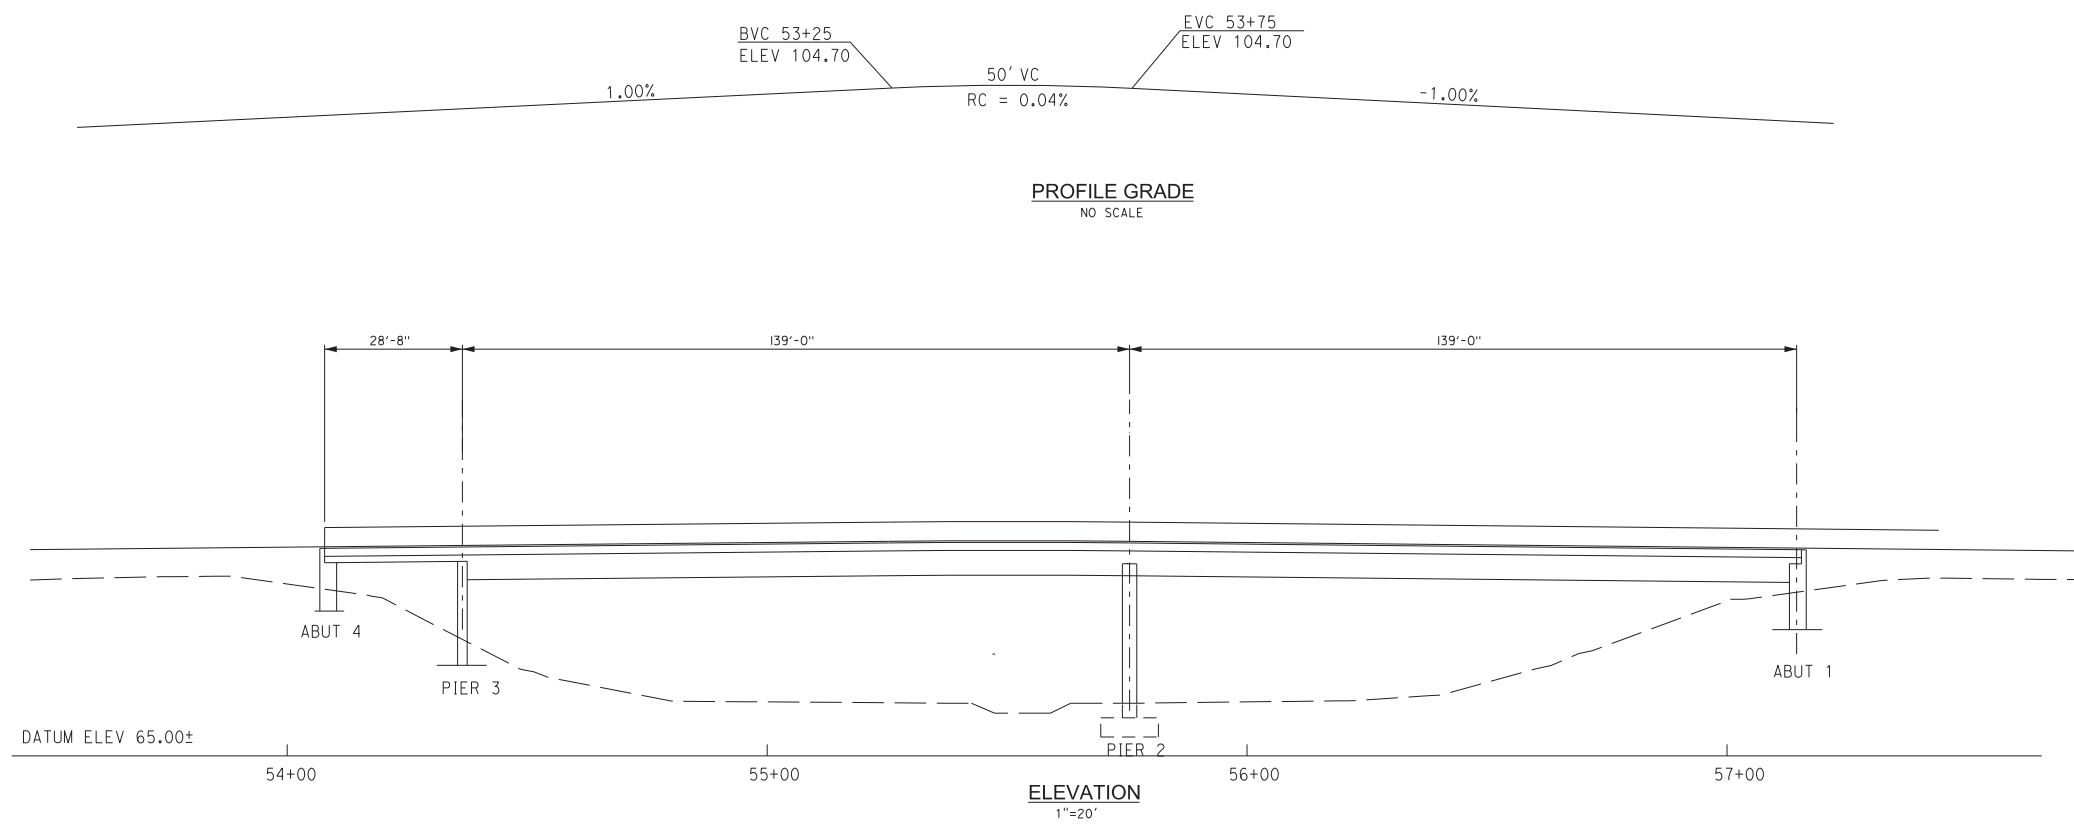 BVC 53+25
ELEV 104.70
EVC 53+75
ELEV 104.70
1.00%
50' VC
RC = 0.04%
-1.00%
PROFILE GRADE
NO SCALE
28'-8"
139'-0"
139'-0"
ABUT 4
PIER 3
ABUT 1
DATUM ELEV 65.00±
PIER 2
54+00
55+00
56+00
57+00
ELEVATION
1"=20'